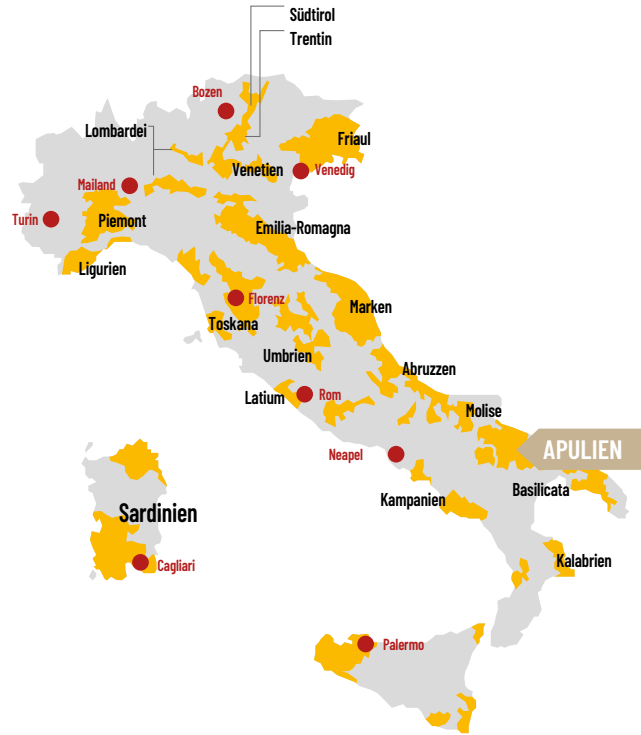 Südtirol
Trentin
Bozen
Lombardei
Friaul
Venetien
Venedig
Mailand
Turin
Piemont
Emilia-Romagna
Ligurien
Florenz
Marken
Toskana
Umbrien
Abruzzen
Latium
Rom
Molise
Neapel
APULIEN
Kampanien
Basilicata
Sardinien
Kalabrien
Cagliari
Palermo